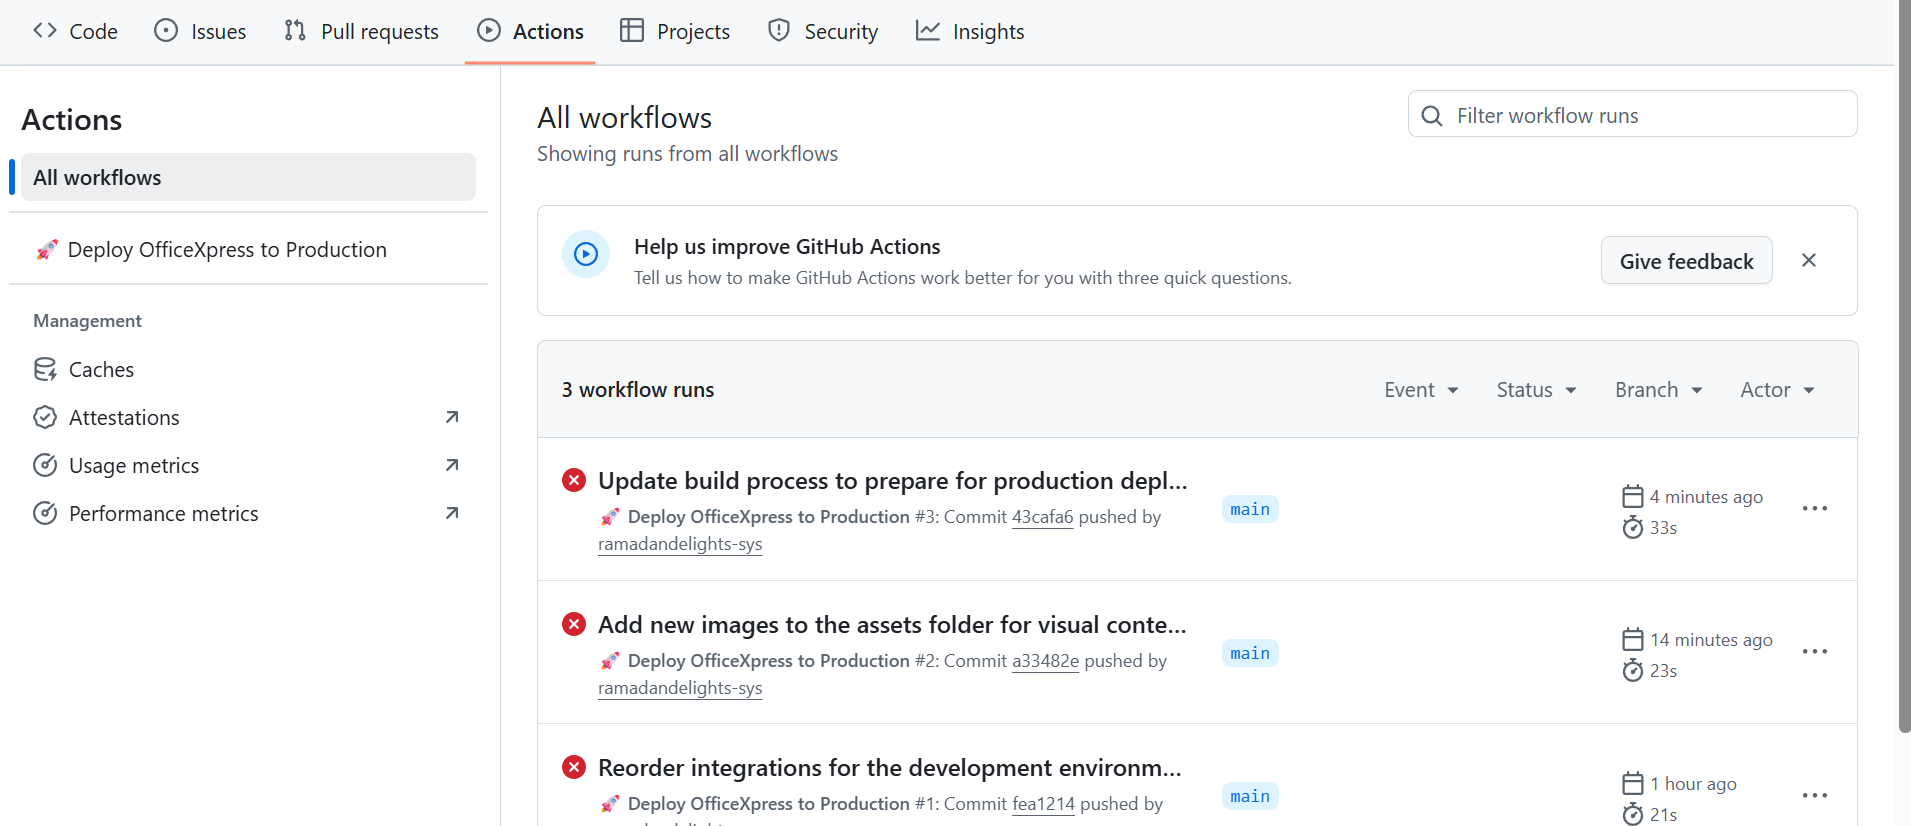 Code Issues Pull requests Actions Projects Security Insights
Actions
All workflows
🚀 Deploy OfficeXpress to Production
Management
Caches
Attestations
Usage metrics
Performance metrics
All workflows
Showing runs from all workflows
Filter workflow runs
Help us improve GitHub Actions
Tell us how to make GitHub Actions work better for you with three quick questions.
Give feedback
3 workflow runs
Event Status Branch Actor
Update build process to prepare for production depl...
🚀 Deploy OfficeXpress to Production #3: Commit 43cafa6 pushed by
ramadandelights-sys
main
4 minutes ago
33s
Add new images to the assets folder for visual conte...
🚀 Deploy OfficeXpress to Production #2: Commit a33482e pushed by
ramadandelights-sys
main
14 minutes ago
23s
Reorder integrations for the development environm...
🚀 Deploy OfficeXpress to Production #1: Commit fea1214 pushed by
main
1 hour ago
21s